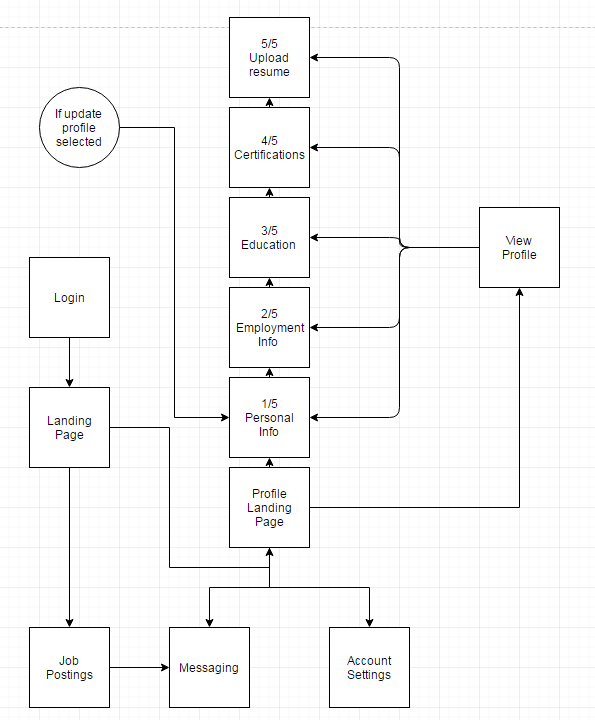 5/5
Upload
resume
If update
profile
selected
4/5
Certifications
3/5
Education
View
Profile
Login
2/5
Employment
Info
Landing
Page
1/5
Personal
Info
Profile
Landing
Page
Job
Postings
Messaging
Account
Settings